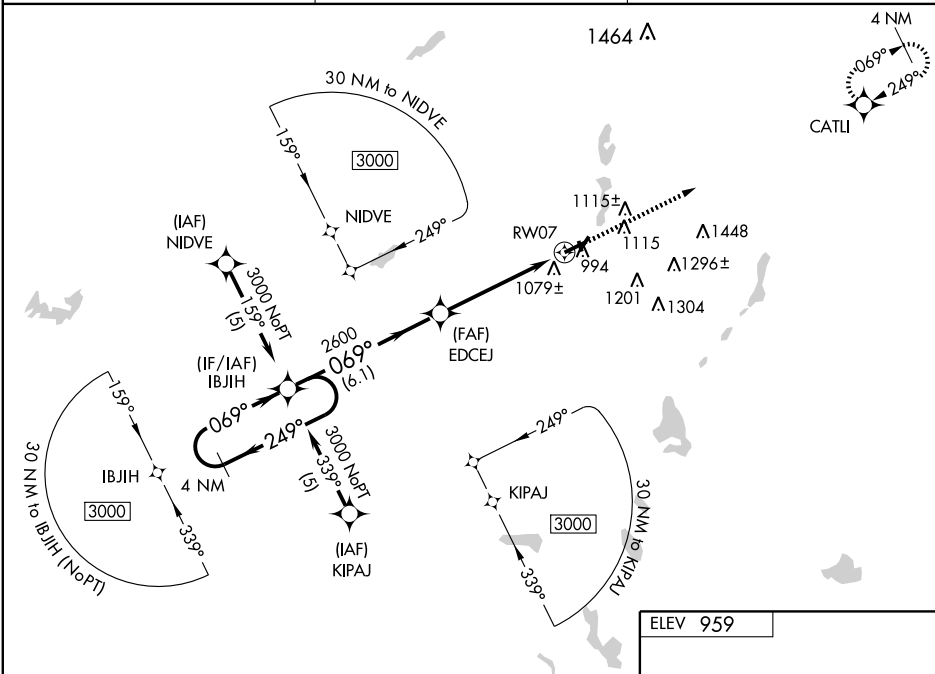 4 NM
1464
069°
249°
CATLI
30 NM to NIDVE
159°
3000
NIDVE
249°
(IAF)
NIDVE
3000 NoPT
159°
(5)
1115±
RW07
1115
1448
994
1296±
1079±
1201
1304
2600
069°
(6.1)
(FAF)
EDCEJ
(IF/IAF)
IBJIH
069°
249°
4 NM
3000 NoPT
339°
(5)
(IAF)
KIPAJ
159°
IBJIH
3000
339°
30 NM to IBJIH (NoPT)
249°
KIPAJ
3000
339°
30 NM to KIPAJ
ELEV 959